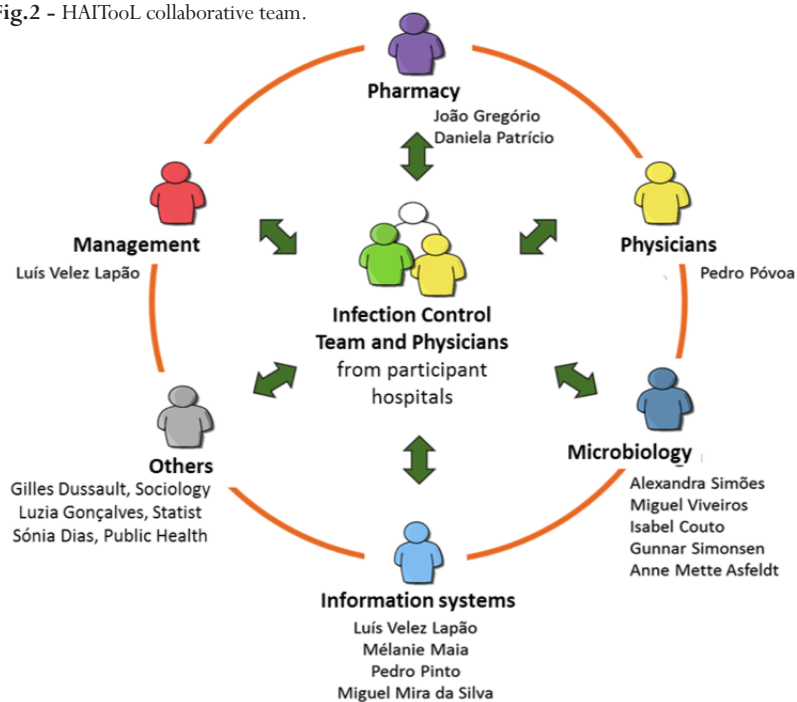 Fig.2 - HAITooL collaborative team.
Pharmacy
João Gregório
Daniela Patrício
Management
Luís Velez Lapão
Physicians
Pedro Póvoa
Infection Control
Team and Physicians
from participant
hospitals
Others
Gilles Dussault, Sociology
Luzia Gonçalves, Statist
Sónia Dias, Public Health
Microbiology
Alexandra Simões
Miguel Viveiros
Isabel Couto
Gunnar Simonsen
Anne Mette Asfeldt
Information systems
Luís Velez Lapão
Mélanie Maia
Pedro Pinto
Miguel Mira da Silva